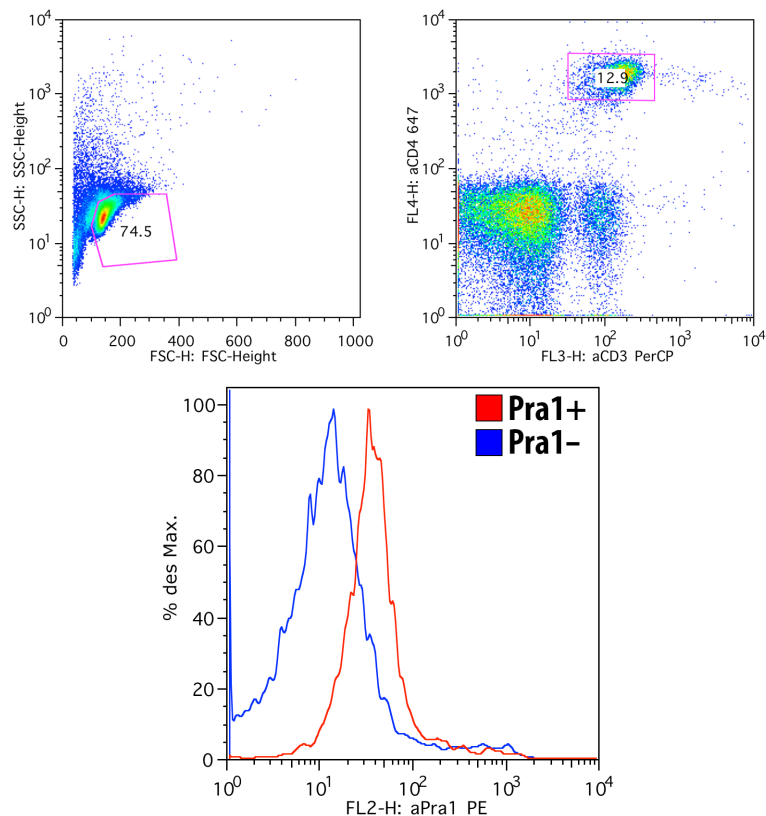 10^4
10^3
10^2
10^1
10^0
SSC-H: SSC-Height
74.5
0 200 400 600 800 1000
FSC-H: FSC-Height
10^4
10^3
10^2
10^1
10^0
FL4-H: aCD4 647
12.9
10^0 10^1 10^2 10^3 10^4
FL3-H: aCD3 PerCP
100
80
60
40
20
0
% des Max.
Pra1+
Pra1–
10^0 10^1 10^2 10^3 10^4
FL2-H: aPra1 PE